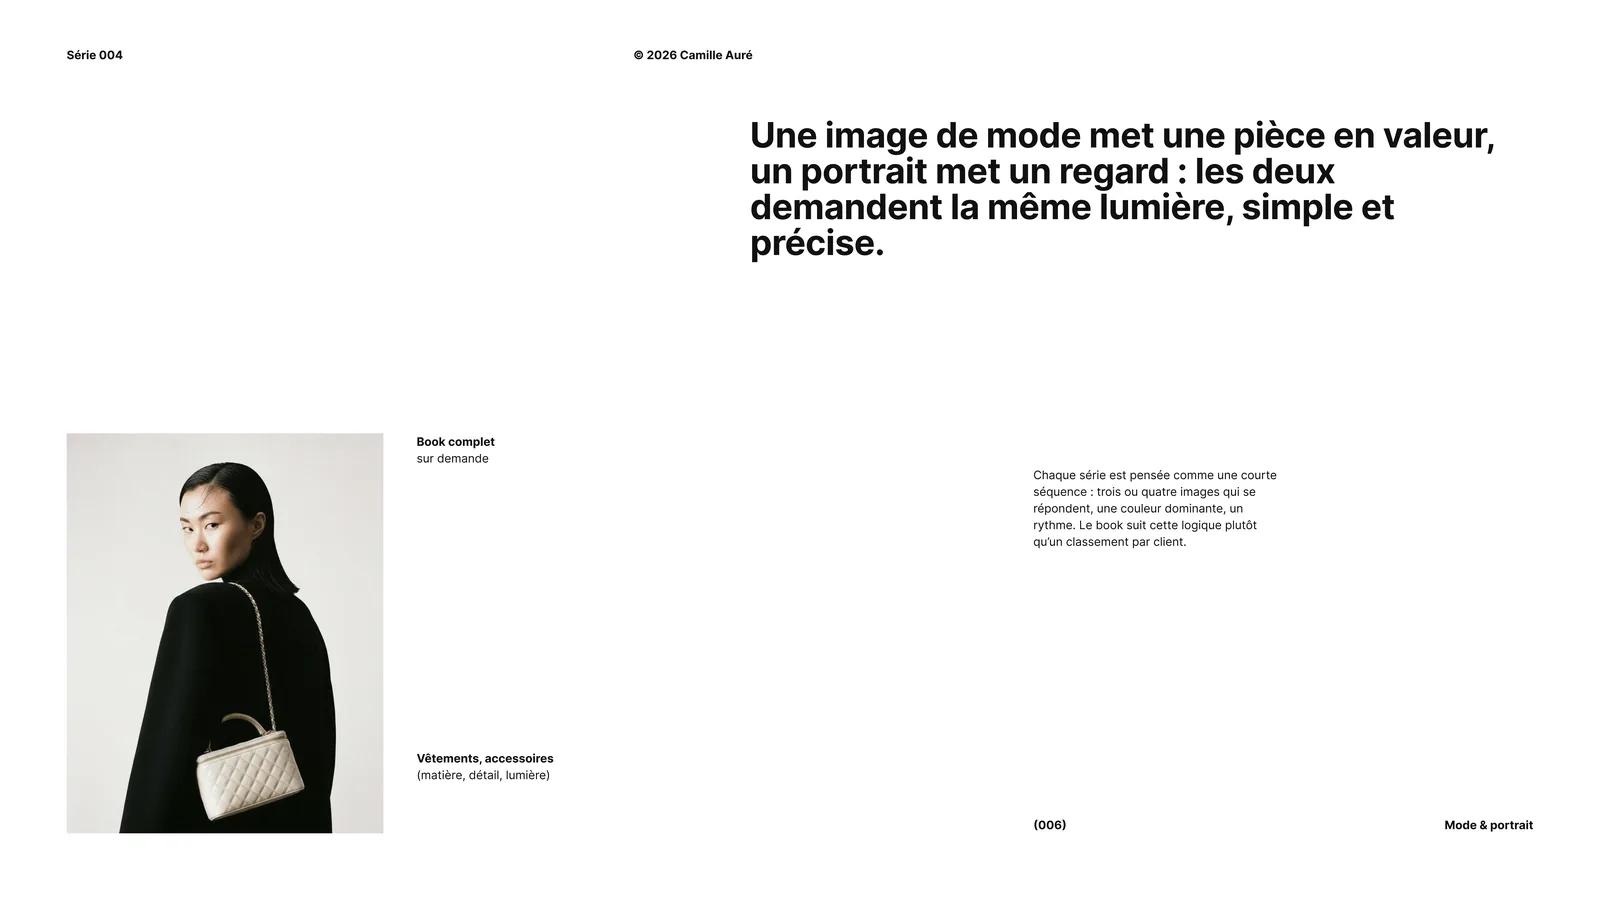 Série 004
© 2026 Camille Auré
Une image de mode met une pièce en valeur,
un portrait met un regard : les deux
demandent la même lumière, simple et
précise.
Book complet
sur demande
Chaque série est pensée comme une courte
séquence : trois ou quatre images qui se
répondent, une couleur dominante, un
rythme. Le book suit cette logique plutôt
qu’un classement par client.
Vêtements, accessoires
(matière, détail, lumière)
(006)
Mode & portrait